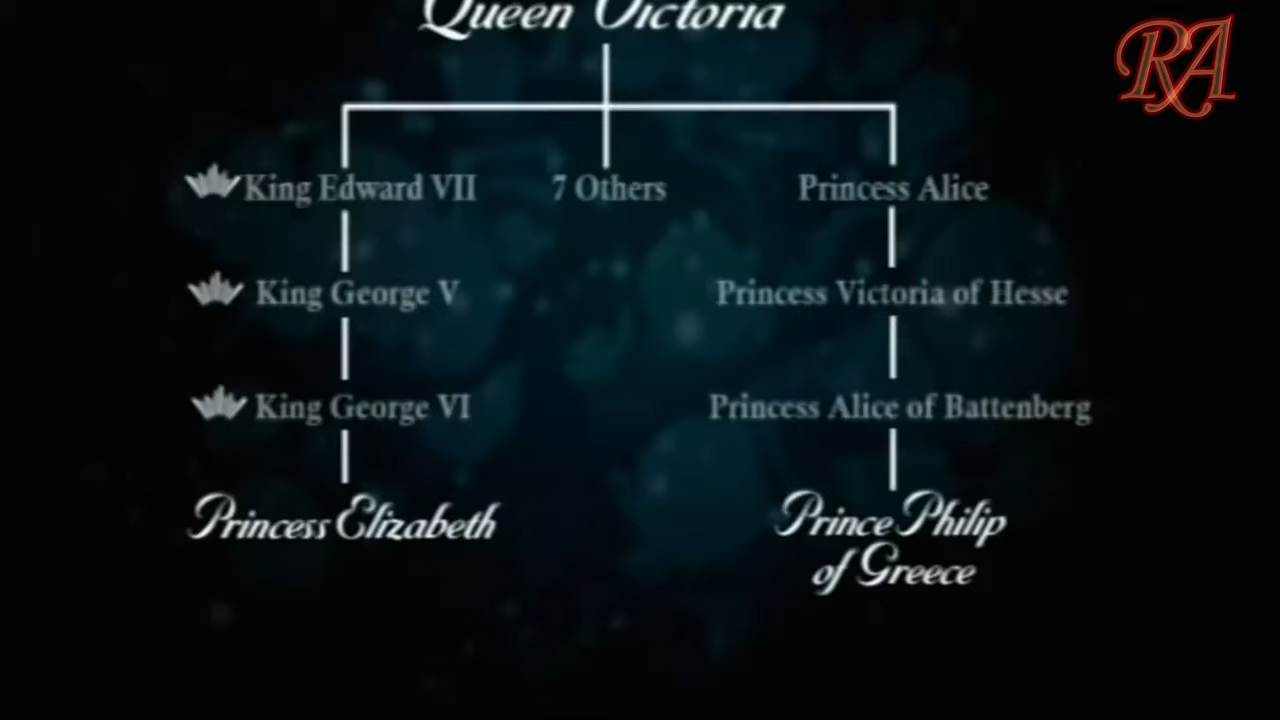 Queen Victoria
RA
King Edward VII
7 Others
Princess Alice
King George V
Princess Victoria of Hesse
King George VI
Princess Alice of Battenberg
Princess Elizabeth
Prince Philip
of Greece